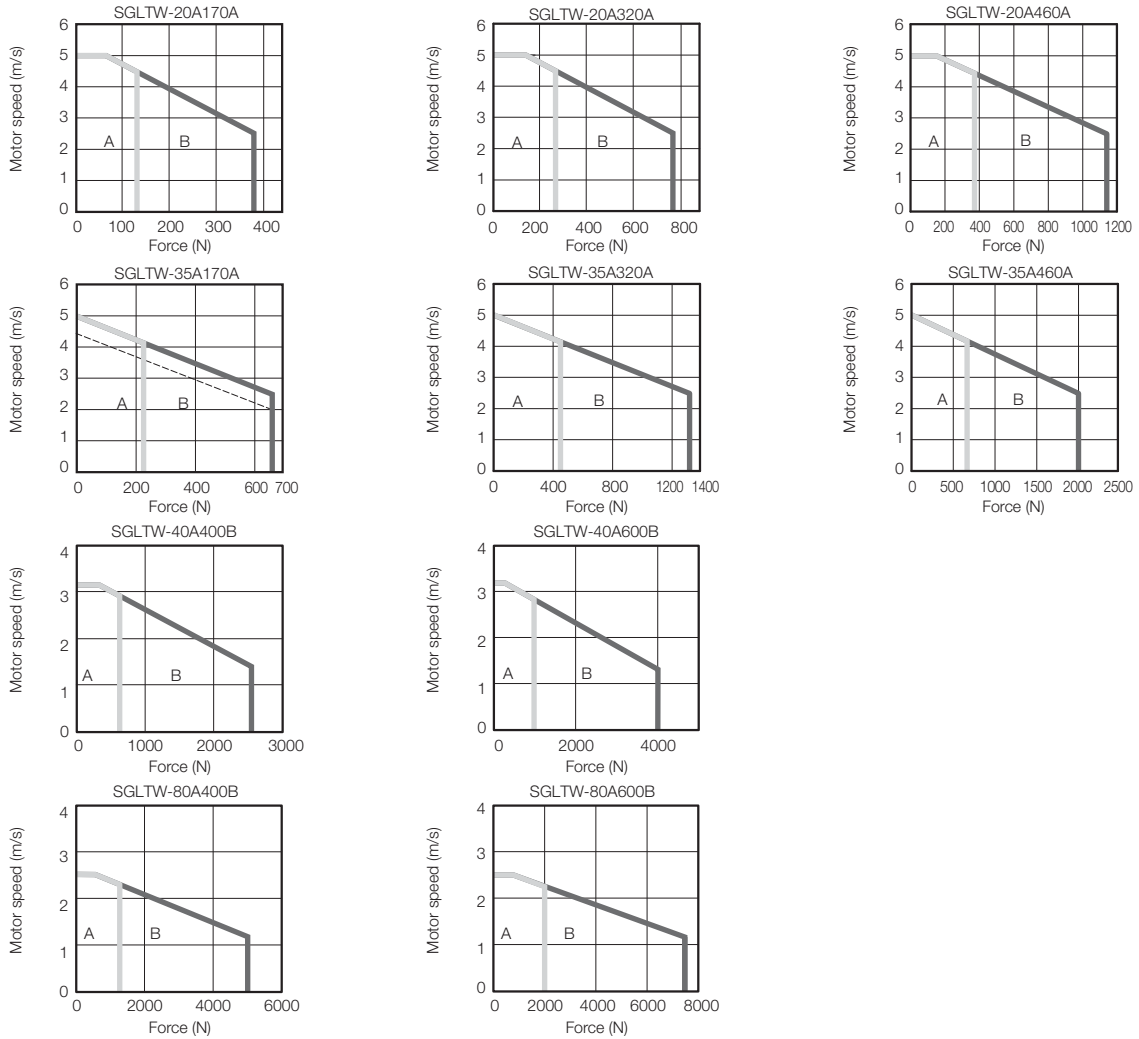 SGLTW-20A170A
Motor speed (m/s)
6
5
4
3
2
1
0
A
B
0 100 200 300 400
Force (N)
SGLTW-20A320A
Motor speed (m/s)
6
5
4
3
2
1
0
A
B
0 200 400 600 800
Force (N)
SGLTW-20A460A
Motor speed (m/s)
6
5
4
3
2
1
0
A
B
0 200 400 600 800 1000 1200
Force (N)
SGLTW-35A170A
Motor speed (m/s)
6
5
4
3
2
1
0
A
B
0 200 400 600 700
Force (N)
SGLTW-35A320A
Motor speed (m/s)
6
5
4
3
2
1
0
A
B
0 400 800 1200 1400
Force (N)
SGLTW-35A460A
Motor speed (m/s)
6
5
4
3
2
1
0
A
B
0 500 1000 1500 2000 2500
Force (N)
SGLTW-40A400B
Motor speed (m/s)
4
3
2
1
0
A
B
0 1000 2000 3000
Force (N)
SGLTW-40A600B
Motor speed (m/s)
4
3
2
1
0
A
B
0 2000 4000
Force (N)
SGLTW-80A400B
Motor speed (m/s)
4
3
2
1
0
A
B
0 2000 4000 6000
Force (N)
SGLTW-80A600B
Motor speed (m/s)
4
3
2
1
0
A
B
0 2000 4000 6000 8000
Force (N)